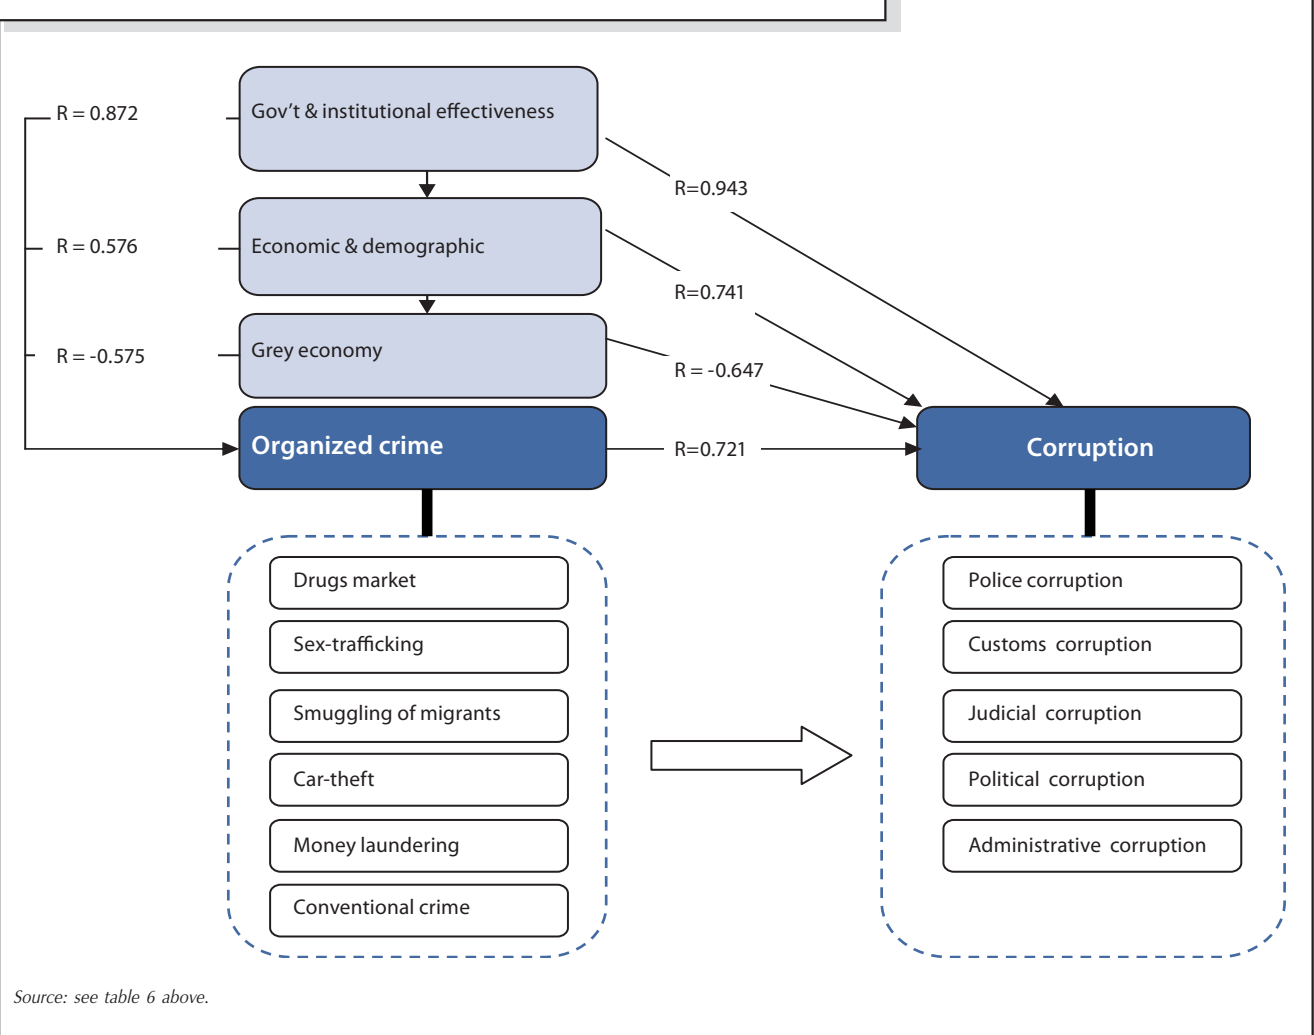 R = 0.872
Gov't & institutional effectiveness
R=0.943
R = 0.576
Economic & demographic
R=0.741
R = -0.575
Grey economy
R = -0.647
Organized crime
R=0.721
Corruption
Drugs market
Sex-trafficking
Smuggling of migrants
Car-theft
Money laundering
Conventional crime
Police corruption
Customs corruption
Judicial corruption
Political corruption
Administrative corruption
Source: see table 6 above.